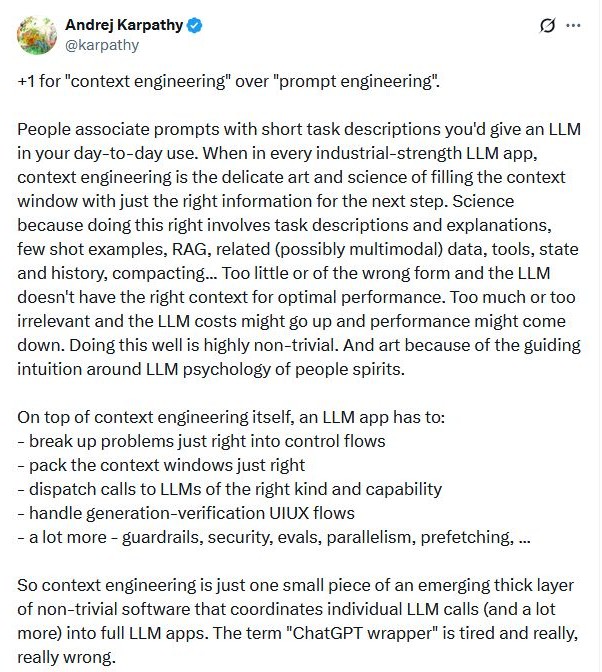 Andrej Karpathy
@karpathy
+1 for "context engineering" over "prompt engineering".
People associate prompts with short task descriptions you'd give an LLM
in your day-to-day use. When in every industrial-strength LLM app,
context engineering is the delicate art and science of filling the context
window with just the right information for the next step. Science
because doing this right involves task descriptions and explanations,
few shot examples, RAG, related (possibly multimodal) data, tools, state
and history, compacting... Too little or of the wrong form and the LLM
doesn't have the right context for optimal performance. Too much or too
irrelevant and the LLM costs might go up and performance might come
down. Doing this well is highly non-trivial. And art because of the guiding
intuition around LLM psychology of people spirits.
On top of context engineering itself, an LLM app has to:
- break up problems just right into control flows
- pack the context windows just right
- dispatch calls to LLMs of the right kind and capability
- handle generation-verification UIUX flows
- a lot more - guardrails, security, evals, parallelism, prefetching, ...
So context engineering is just one small piece of an emerging thick layer
of non-trivial software that coordinates individual LLM calls (and a lot
more) into full LLM apps. The term "ChatGPT wrapper" is tired and really,
really wrong.